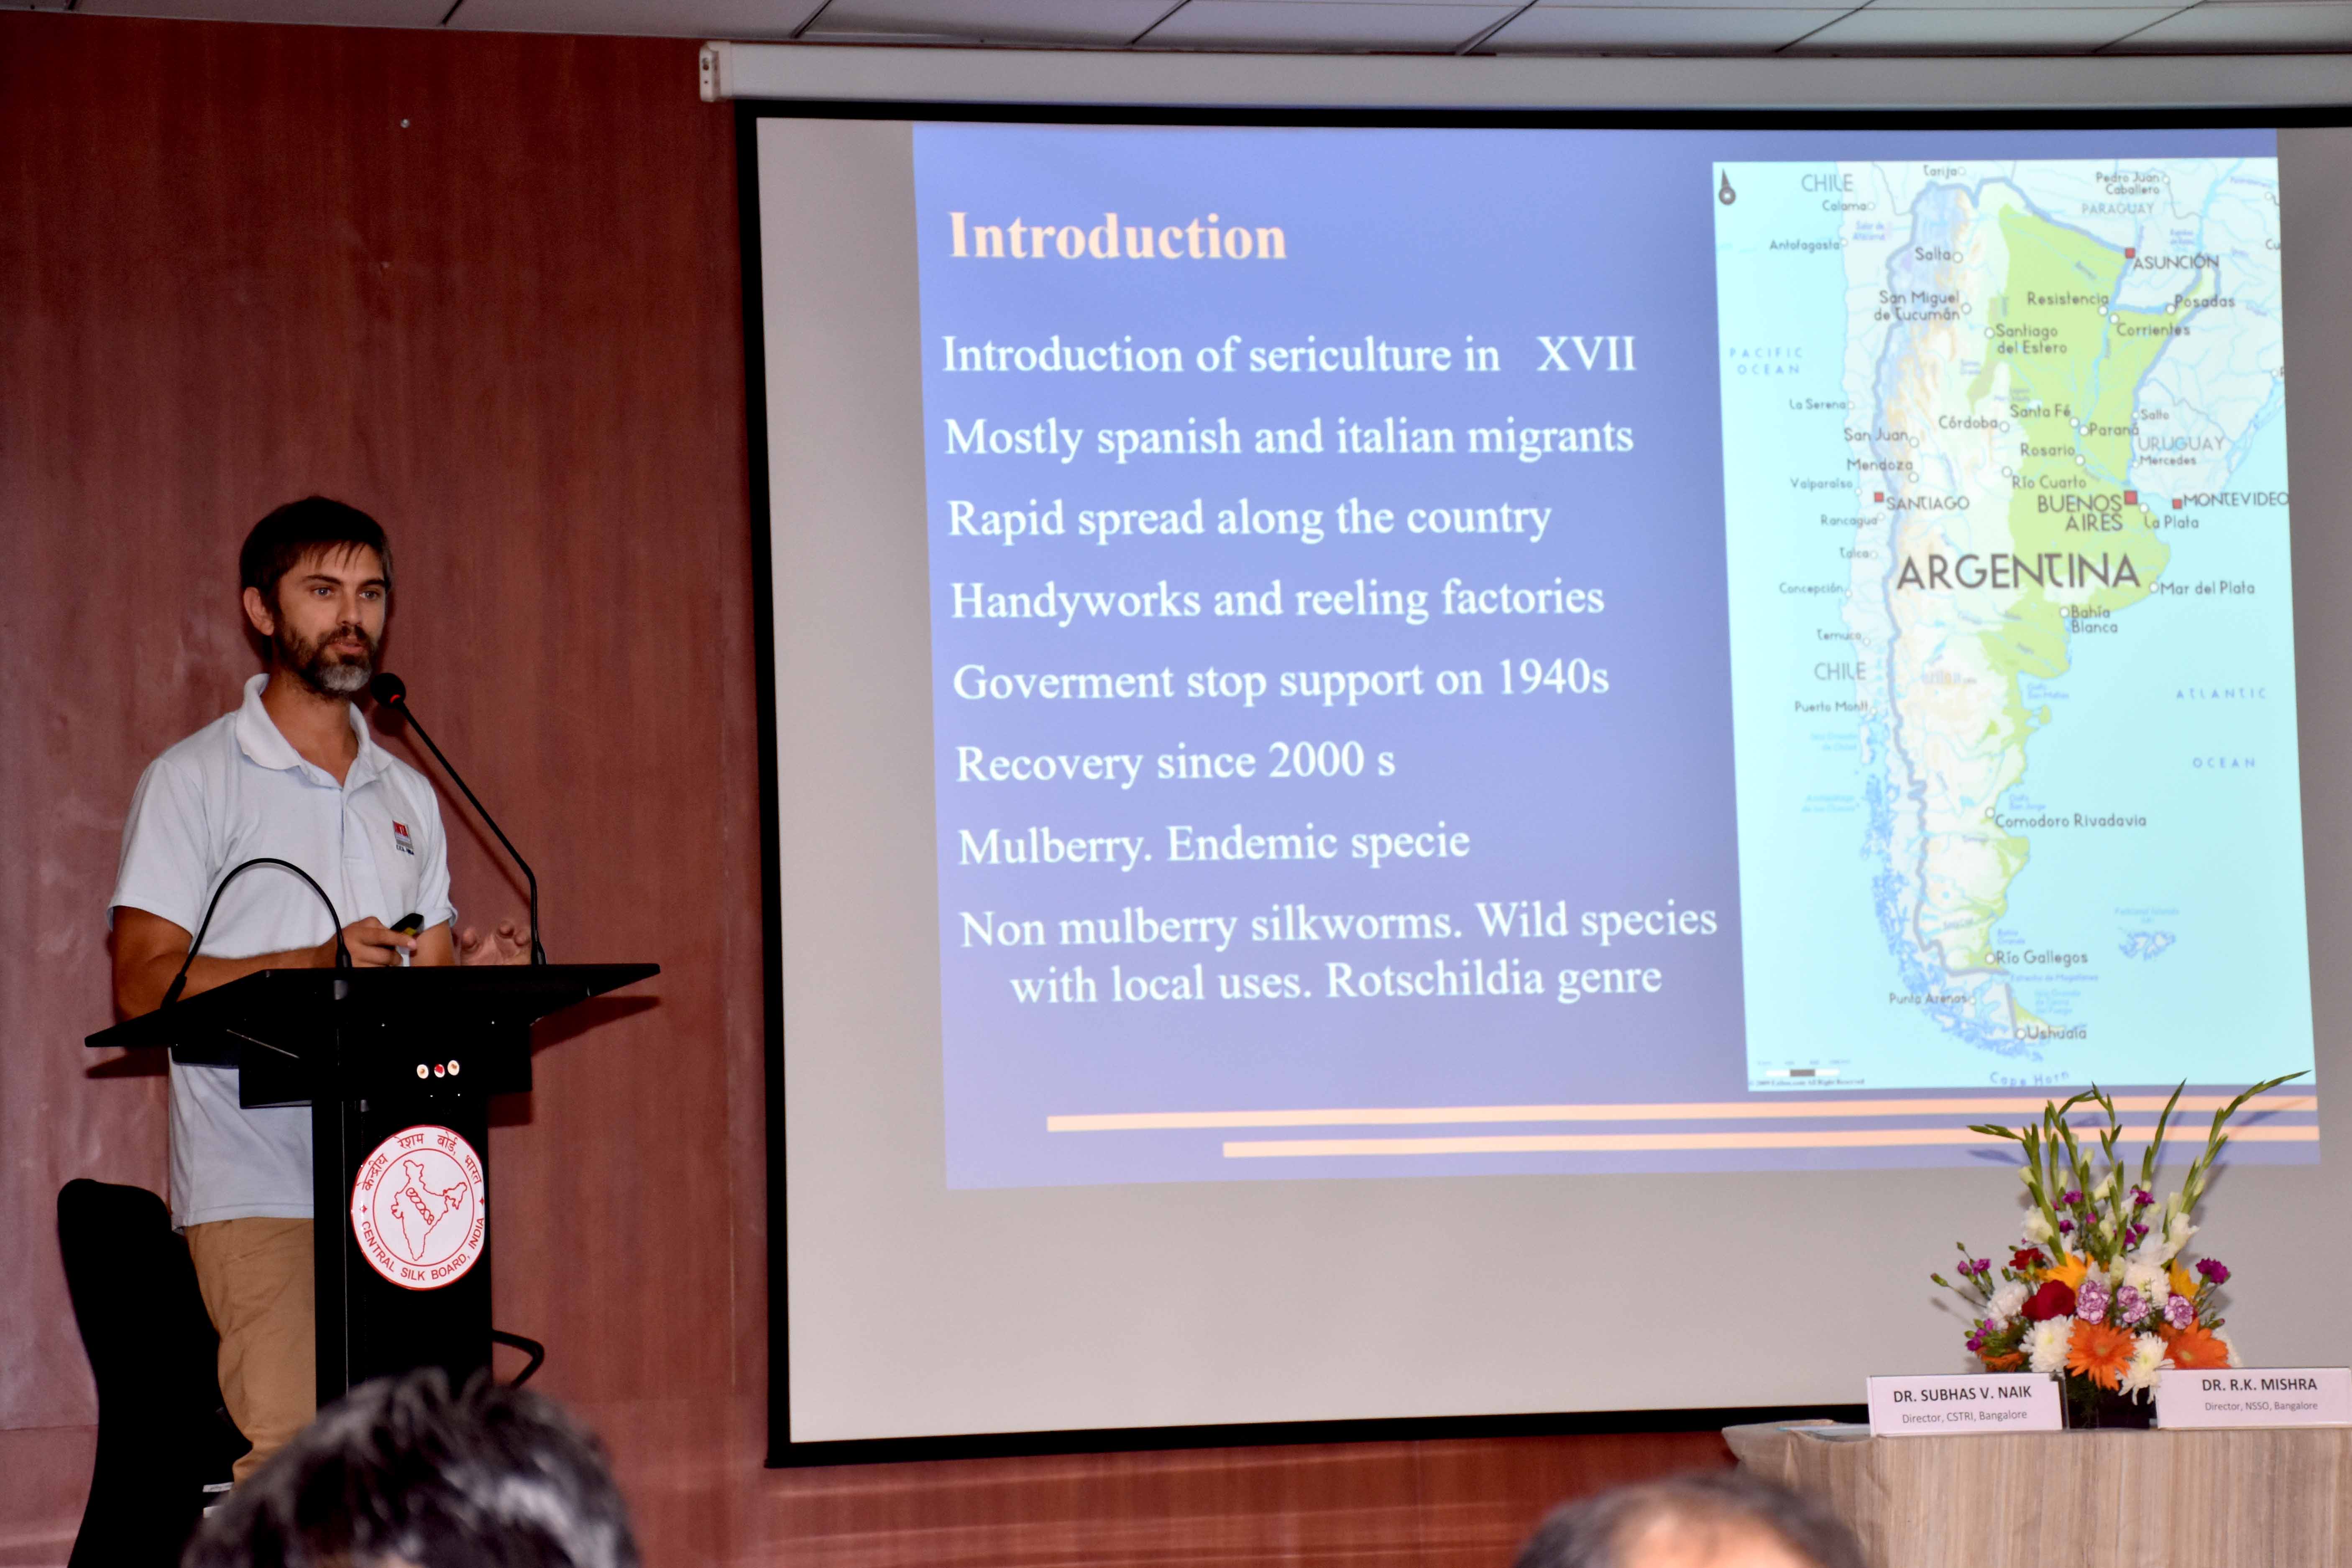 Introduction
Introduction of sericulture in XVII
Mostly spanish and italian migrants
Rapid spread along the country
Handyworks and reeling factories
Goverment stop support on 1940s
Recovery since 2000 s
Mulberry. Endemic specie
Non mulberry silkworms. Wild species
with local uses. Rotschildia genre
CHILE
Tarija
Pedro Juan
Caballero
Calama
PARAGUAY
Antofagasta
Salta
ASUNCIÓN
San Miguel
de Tucumán
Resistencia
Posadas
Santiago
del Estero
Corrientes
PACIFIC
OCEAN
La Serena
Córdoba
Santa Fé
Salto
San Juan
Paraná
URUGUAY
Mendoza
Rosario
Mercedes
Valparaíso
Río Cuarto
SANTIAGO
BUENOS
AIRES
MONTEVIDEO
Rancagua
La Plata
Talca
ARGENTINA
Concepción
Mar del Plata
Bahía
Blanca
Temuco
CHILE
ATLANTIC
Puerto Montt
OCEAN
Comodoro Rivadavia
Río Gallegos
Punta Arenas
Ushuaia
Cape Horn
केन्द्रीय रेशम बोर्ड, भारत
CENTRAL SILK BOARD, INDIA
DR. SUBHAS V. NAIK
Director, CSTRI, Bangalore
DR. R.K. MISHRA
Director, NSSO, Bangalore